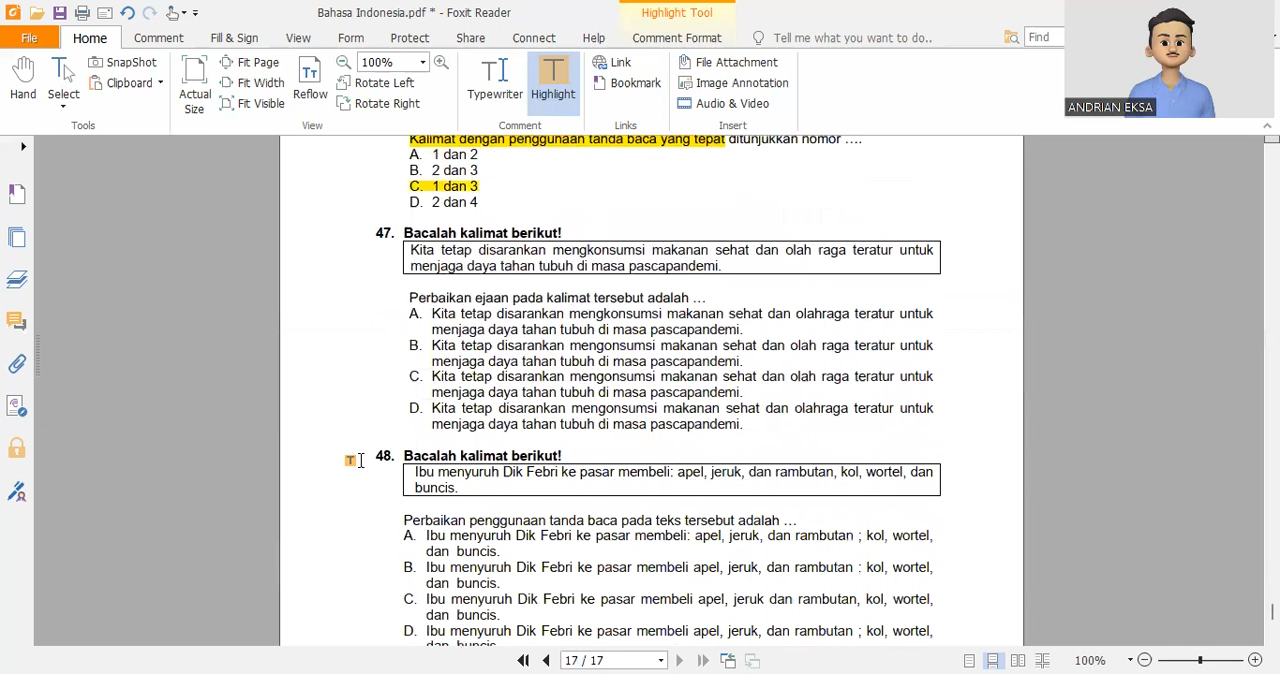 Bahasa Indonesia.pdf * - Foxit Reader
Highlight Tool
File
Home
Comment
Fill & Sign
View
Form
Protect
Share
Connect
Help
Comment Format
Tell me what you want to do..
Find
Hand
Select
SnapShot
Clipboard
Tools
Actual
Size
Fit Page
Fit Width
Fit Visible
Reflow
100%
Rotate Left
Rotate Right
View
Typewriter
Highlight
Comment
Link
Bookmark
Links
File Attachment
Image Annotation
Audio & Video
Insert
ANDRIAN EKSA
Kalimat dengan penggunaan tanda baca yang tepat ditunjukkan nomor ….
A. 1 dan 2
B. 2 dan 3
C. 1 dan 3
D. 2 dan 4
47. Bacalah kalimat berikut!
Kita tetap disarankan mengkonsumsi makanan sehat dan olah raga teratur untuk
menjaga daya tahan tubuh di masa pascapandemi.
Perbaikan ejaan pada kalimat tersebut adalah …
A. Kita tetap disarankan mengkonsumsi makanan sehat dan olahraga teratur untuk
menjaga daya tahan tubuh di masa pascapandemi.
B. Kita tetap disarankan mengonsumsi makanan sehat dan olah raga teratur untuk
menjaga daya tahan tubuh di masa pascapandemi.
C. Kita tetap disarankan mengonsumsi makanan sehat dan olah raga teratur untuk
menjaga daya tahan tubuh di masa pascapandemi.
D. Kita tetap disarankan mengonsumsi makanan sehat dan olahraga teratur untuk
menjaga daya tahan tubuh di masa pascapandemi.
48. Bacalah kalimat berikut!
Ibu menyuruh Dik Febri ke pasar membeli: apel, jeruk, dan rambutan, kol, wortel, dan
buncis.
Perbaikan penggunaan tanda baca pada teks tersebut adalah …
A. Ibu menyuruh Dik Febri ke pasar membeli: apel, jeruk, dan rambutan ; kol, wortel,
dan buncis.
B. Ibu menyuruh Dik Febri ke pasar membeli apel, jeruk, dan rambutan : kol, wortel,
dan buncis.
C. Ibu menyuruh Dik Febri ke pasar membeli apel, jeruk dan rambutan, kol, wortel,
dan buncis.
D. Ibu menyuruh Dik Febri ke pasar membeli apel, jeruk, dan rambutan ; kol, wortel,
dan buncis.
17 / 17
100%